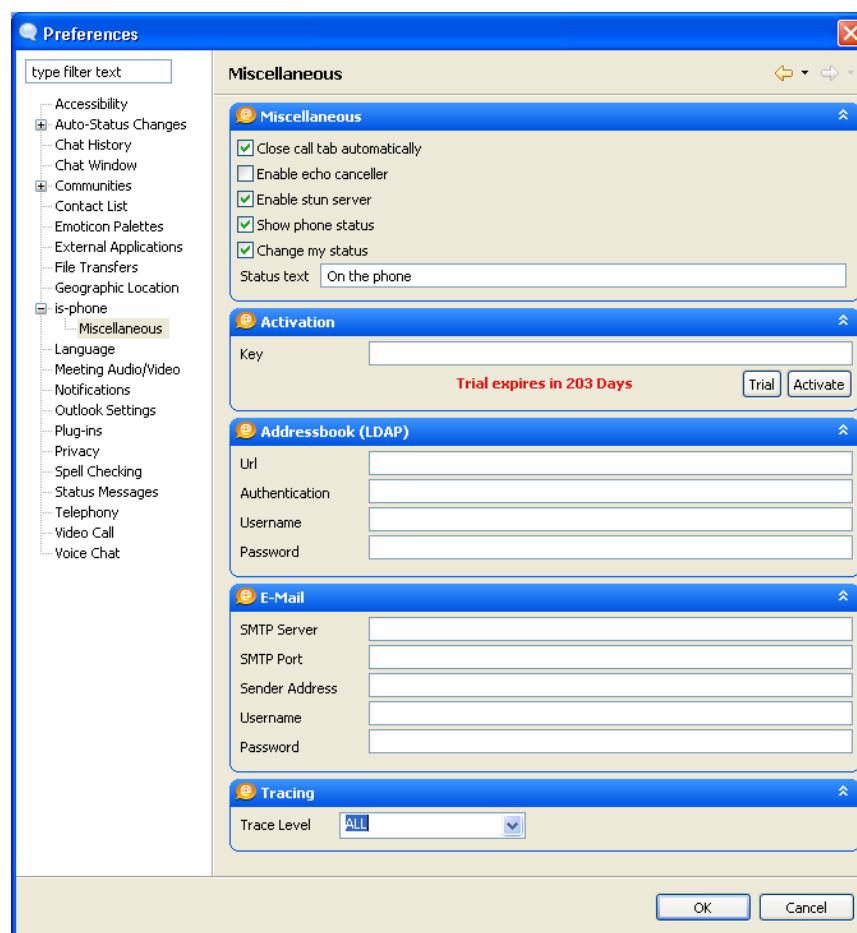 Preferences
type filter text
Accessibility
Auto-Status Changes
Chat History
Chat Window
Communities
Contact List
Emoticon Palettes
External Applications
File Transfers
Geographic Location
is-phone
Miscellaneous
Language
Meeting Audio/Video
Notifications
Outlook Settings
Plug-ins
Privacy
Spell Checking
Status Messages
Telephony
Video Call
Voice Chat
Miscellaneous
Miscellaneous
Close call tab automatically
Enable echo canceller
Enable stun server
Show phone status
Change my status
Status text On the phone
Activation
Key
Trial expires in 203 Days Trial Activate
Addressbook (LDAP)
Url
Authentication
Username
Password
E-Mail
SMTP Server
SMTP Port
Sender Address
Username
Password
Tracing
Trace Level ALL
OK Cancel